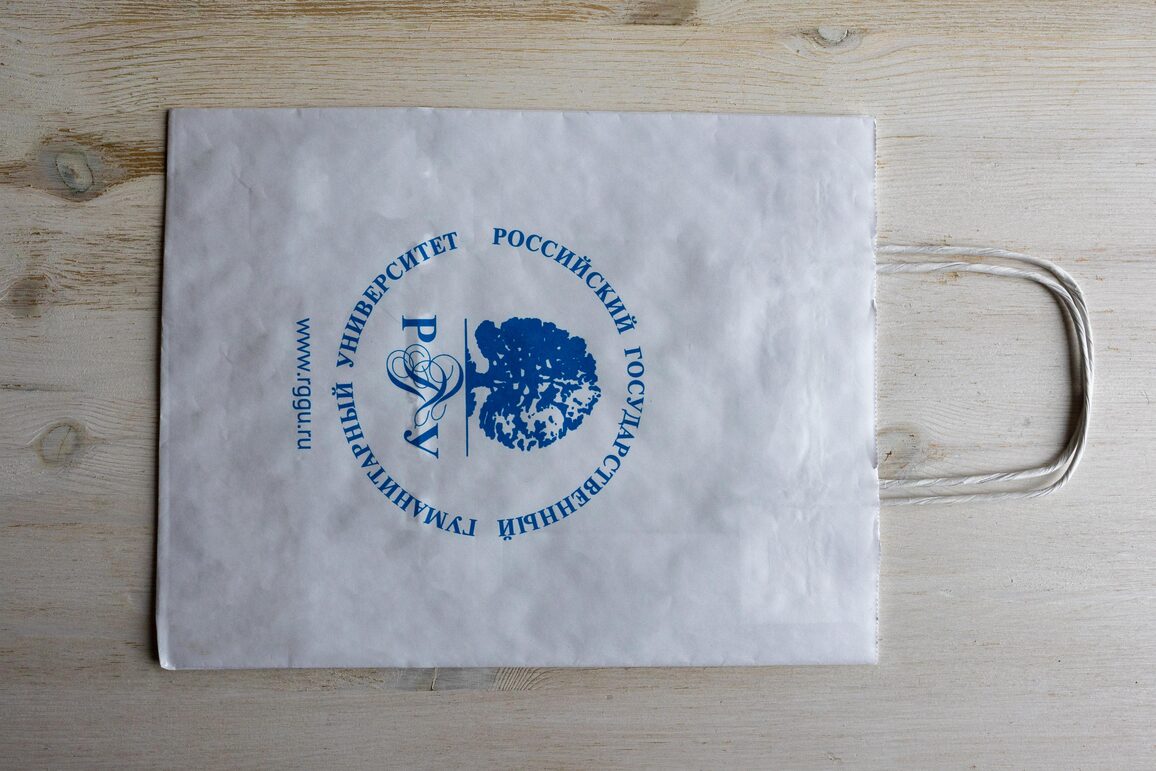 РОССИЙСКИЙ ГОСУДАРСТВЕННЫЙ ГУМАНИТАРНЫЙ УНИВЕРСИТЕТ
РГГУ
www.rggu.ru